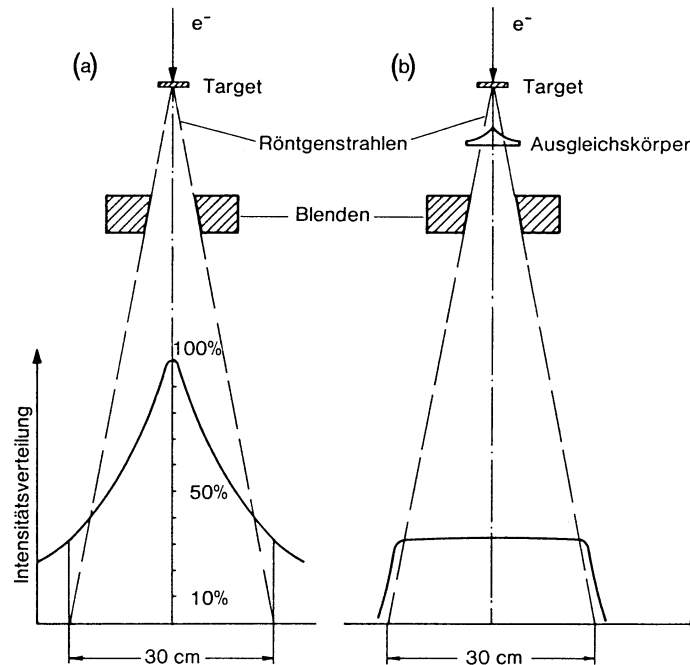 e⁻
e⁻
(a)
(b)
Target
Target
Röntgenstrahlen
Ausgleichskörper
Blenden
100%
50%
10%
Intensitätsverteilung
30 cm
30 cm